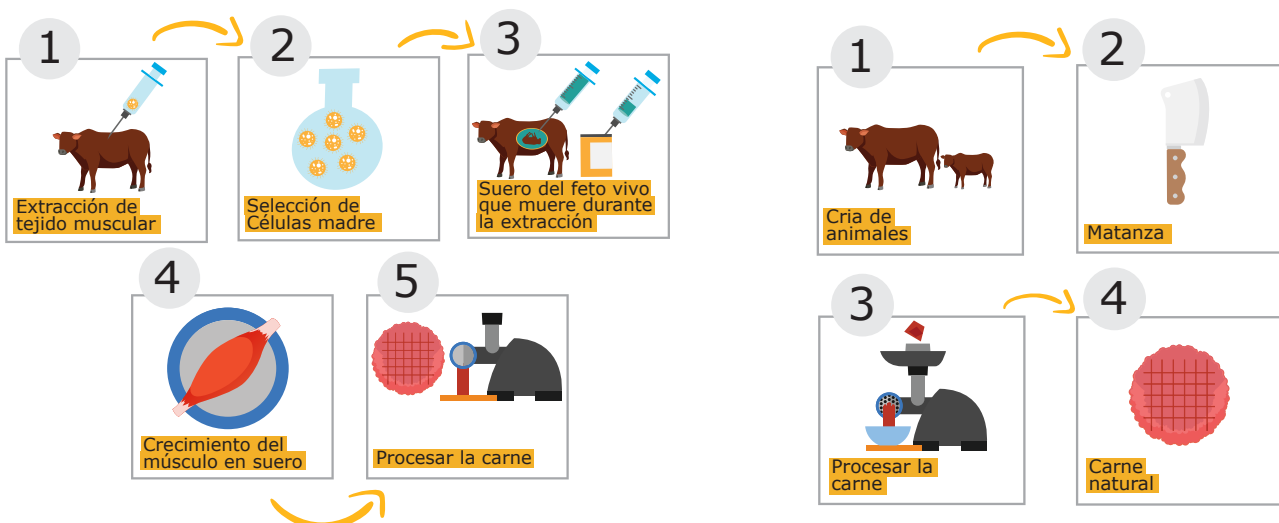 1
Extracción de
tejido muscular
2
Selección de
Células madre
3
Suero del feto vivo
que muere durante
la extracción
4
Crecimiento del
músculo en suero
5
Procesar la carne
1
Cria de
animales
2
Matanza
3
Procesar la
carne
4
Carne
natural